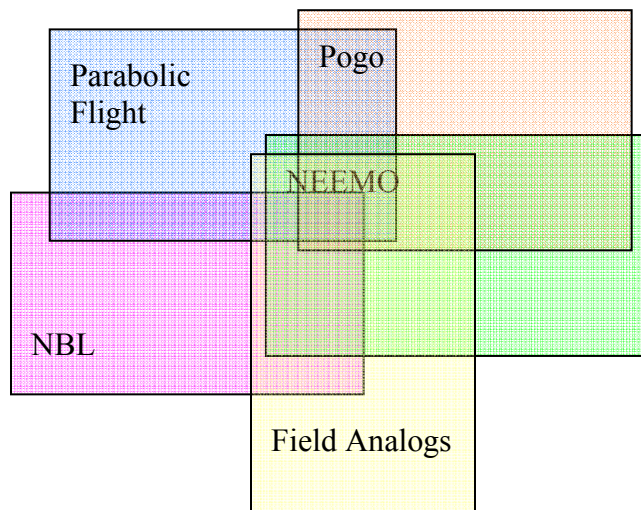 Pogo
Parabolic
Flight
NEEMO
NBL
Field Analogs